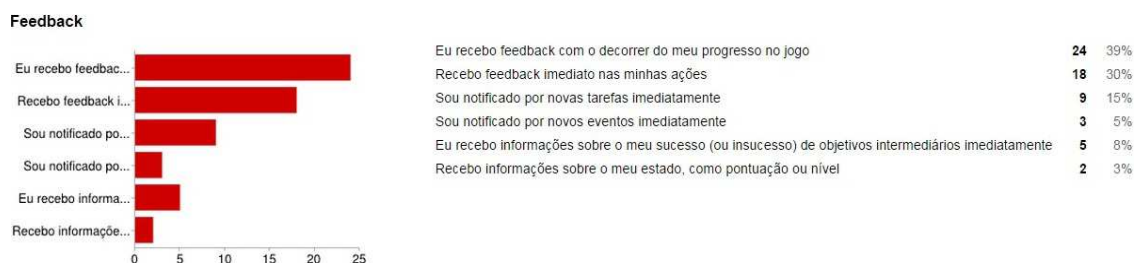 Feedback
Eu recebo feedbac...
Recebo feedback i...
Sou notificado po...
Sou notificado po...
Eu recebo informa...
Recebo informaçõe...
0 5 10 15 20 25
Eu recebo feedback com o decorrer do meu progresso no jogo 24 39%
Recebo feedback imediato nas minhas ações 18 30%
Sou notificado por novas tarefas imediatamente 9 15%
Sou notificado por novos eventos imediatamente 3 5%
Eu recebo informações sobre o meu sucesso (ou insucesso) de objetivos intermediários imediatamente 5 8%
Recebo informações sobre o meu estado, como pontuação ou nível 2 3%